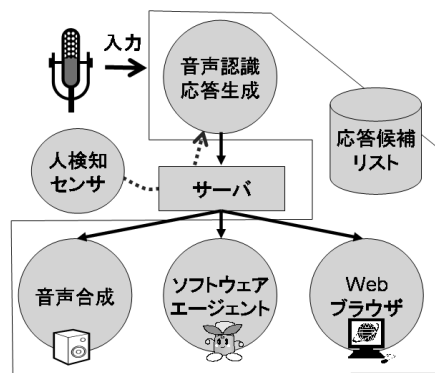 入力
音声認識
応答生成
応答候補
リスト
人検知
センサ
サーバ
音声合成
ソフトウェア
エージェント
Web
ブラウザ